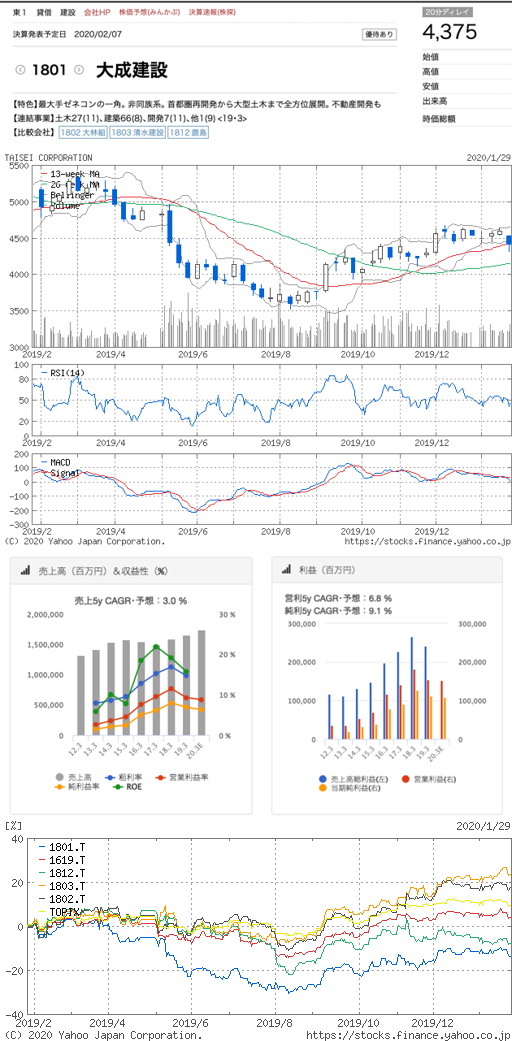 東1 貸借 建設 会社HP 株価予想(みんかぶ) 決算速報(株探)
20分ディレイ
決算発表予定日 2020/02/07
優待あり
4,375
1801 大成建設
始値
高値
安値
出来高
時価総額
【特色】最大手ゼネコンの一角。非同族系。首都圏再開発から大型土木まで全方位展開。不動産開発も
【連結事業】土木27(11)、建築66(8)、開発7(11)、他1(9) <19・3>
【比較会社】 1802 大林組 1803 清水建設 1812 鹿島
TAISEI CORPORATION
2020/1/29
5500
13-week MA
26
5000
4500
4000
3500
3000
2019/2 2019/4 2019/6 2019/8 2019/10 2019/12
100
RSI(14)
50
0
2019/2 2019/4 2019/6 2019/8 2019/10 2019/12
200
MACD
100
Signal
0
-100
-200
-300
2019/2 2019/4 2019/6 2019/8 2019/10 2019/12
(C) 2020 Yahoo Japan Corporation. https://stocks.finance.yahoo.co.jp
売上高（百万円）＆収益性（%）
売上5y CAGR・予想：3.0 %
2,000,000 30 %
1,500,000
20 %
1,000,000
10 %
500,000
0 0 %
12.3 13.3 14.3 15.3 16.3 17.3 18.3 19.3 20.3E
売上高 粗利率 営業利益率
純利益率 ROE
利益（百万円）
営利5y CAGR・予想：6.8 %
純利5y CAGR・予想：9.1 %
300,000 300,000
200,000 200,000
100,000 100,000
0 0
12.3 13.3 14.3 15.3 16.3 17.3 18.3 19.3 20.3E
売上高総利益(左) 営業利益(右)
当期純利益(右)
[%]
2020/1/29
40
1801.T
1619.T
1812.T
20
1803.T
1802.T
TOPIX
0
-20
-40
2019/2 2019/4 2019/6 2019/8 2019/10 2019/12
(C) 2020 Yahoo Japan Corporation. https://stocks.finance.yahoo.co.jp